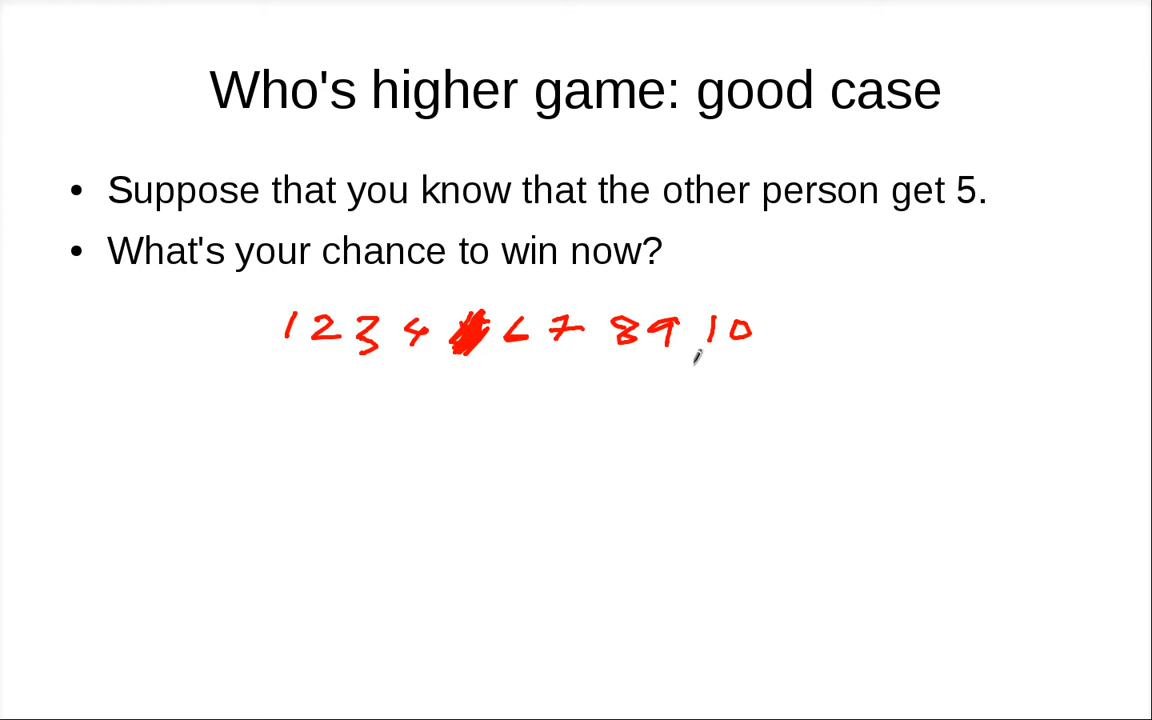 Who's higher game: good case
• Suppose that you know that the other person get 5.
• What's your chance to win now?
1 2 3 4 6 7 8 9 10